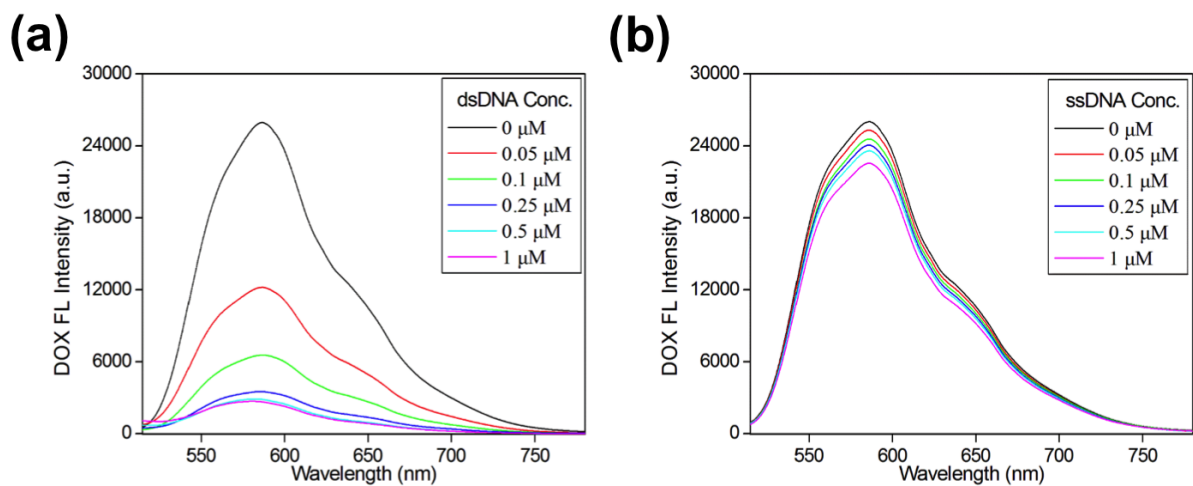 (a)
30000
24000
18000
12000
6000
0
DOX FL Intensity (a.u.)
dsDNA Conc.
0 μM
0.05 μM
0.1 μM
0.25 μM
0.5 μM
1 μM
550
600
650
700
750
Wavelength (nm)
(b)
30000
24000
18000
12000
6000
0
DOX FL Intensity (a.u.)
ssDNA Conc.
0 μM
0.05 μM
0.1 μM
0.25 μM
0.5 μM
1 μM
550
600
650
700
750
Wavelength (nm)